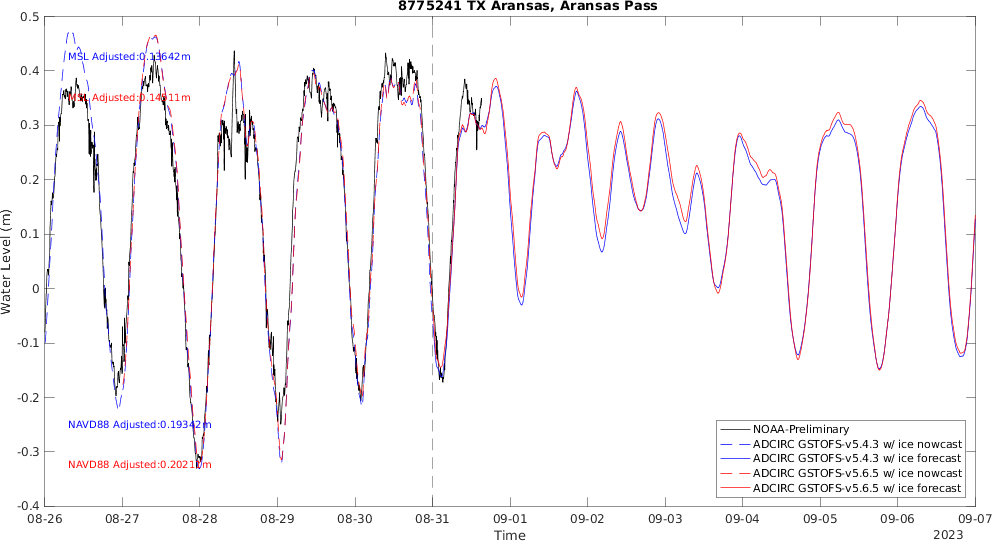 8775241 TX Aransas, Aransas Pass
Water Level (m)
0.5
0.4
0.3
0.2
0.1
0
-0.1
-0.2
-0.3
-0.4
MSL Adjusted:0.13642m
MSL Adjusted:0.14511m
NAVD88 Adjusted:0.19342m
NAVD88 Adjusted:0.2021 m
NOAA-Preliminary
ADCIRC GSTOFS-v5.4.3 w/ ice nowcast
ADCIRC GSTOFS-v5.4.3 w/ ice forecast
ADCIRC GSTOFS-v5.6.5 w/ ice nowcast
ADCIRC GSTOFS-v5.6.5 w/ ice forecast
08-26 08-27 08-28 08-29 08-30 08-31 09-01 09-02 09-03 09-04 09-05 09-06 09-07
Time
2023